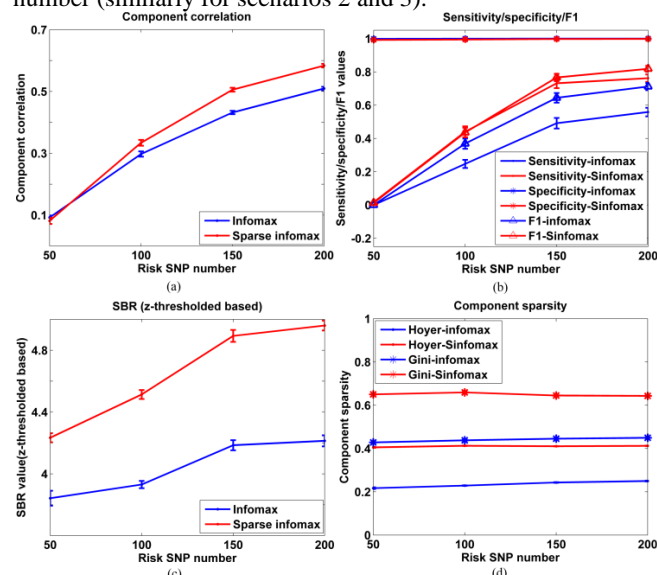 number (similarly for scenarios 2 and 3).
Component correlation
0.7
0.5
0.3
0.1
Component correlation
Infomax
Sparse infomax
50
100
150
200
Risk SNP number
(a)
Sensitivity/specificity/F1
1
0.8
0.6
0.4
0.2
0
-0.2
Sensitivity/specificity/F1 values
Sensitivity-infomax
Sensitivity-Sinfomax
Specificity-infomax
Specificity-Sinfomax
F1-infomax
F1-Sinfomax
50
100
150
200
Risk SNP number
(b)
SBR (z-thresholded based)
4.8
4.4
4
SBR value(z-thresholded based)
Infomax
Sparse infomax
50
100
150
200
Risk SNP number
(c)
Component sparsity
1
0.8
0.6
0.4
0.2
0
Component sparsity
Hoyer-infomax
Hoyer-Sinfomax
Gini-infomax
Gini-Sinfomax
50
100
150
200
Risk SNP number
(d)